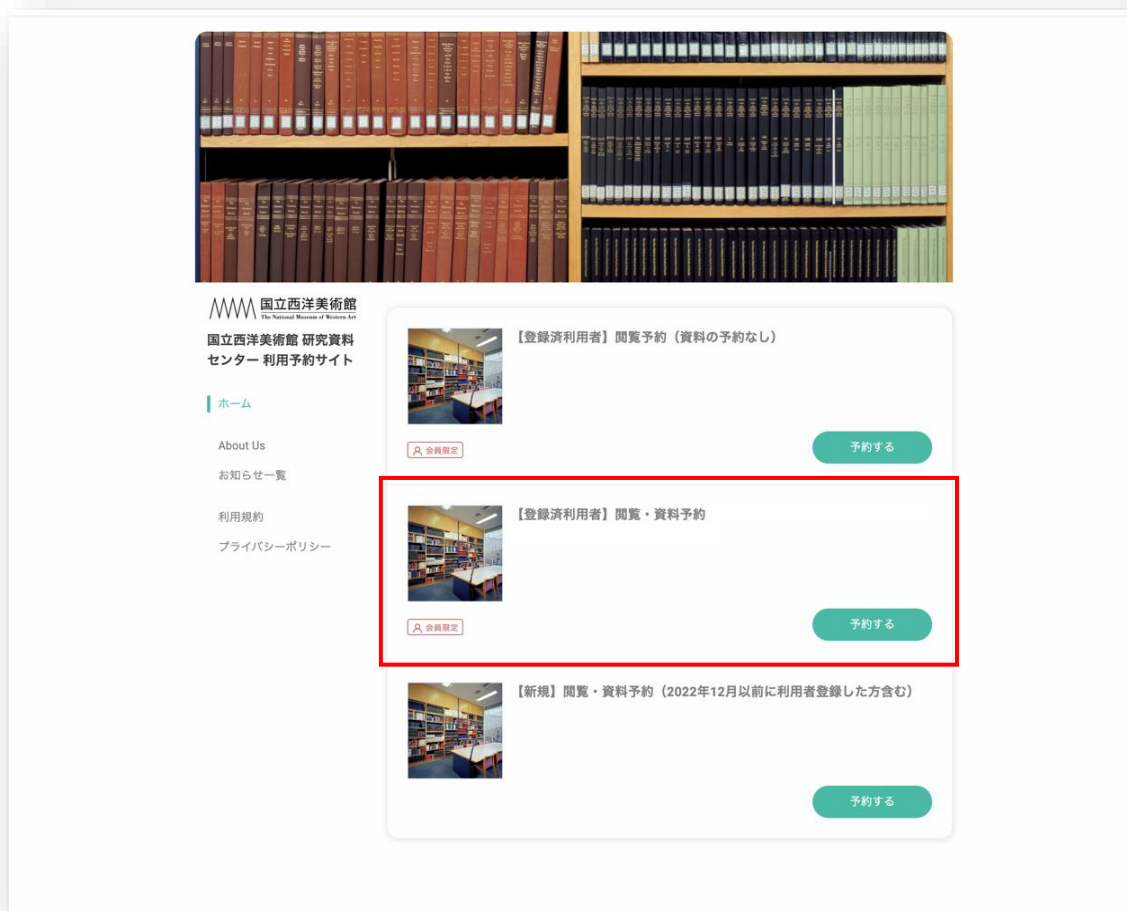 国立西洋美術館
The National Museum of Western Art
国立西洋美術館 研究資料
センター 利用予約サイト
ホーム
About Us
お知らせ一覧
利用規約
プライバシーポリシー
【登録済利用者】閲覧予約（資料の予約なし）
会員限定
予約する
【登録済利用者】閲覧・資料予約
会員限定
予約する
【新規】閲覧・資料予約（2022年12月以前に利用者登録した方含む）
予約する